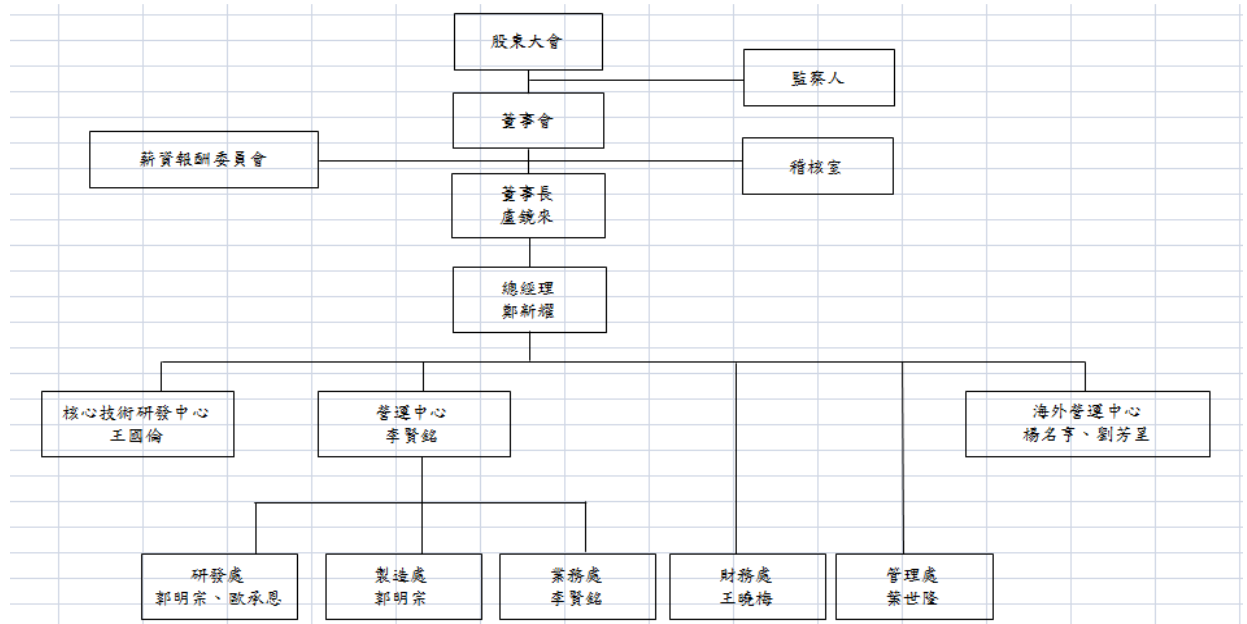 股東大會
監察人
董事會
薪資報酬委員會
稽核室
董事長
盧鏡來
總經理
鄭新耀
核心技術研發中心
王國倫
營運中心
李賢銘
海外營運中心
楊名亨、劉芳呈
研發處
郭明宗、歐承恩
製造處
郭明宗
業務處
李賢銘
財務處
王曉梅
管理處
葉世隆